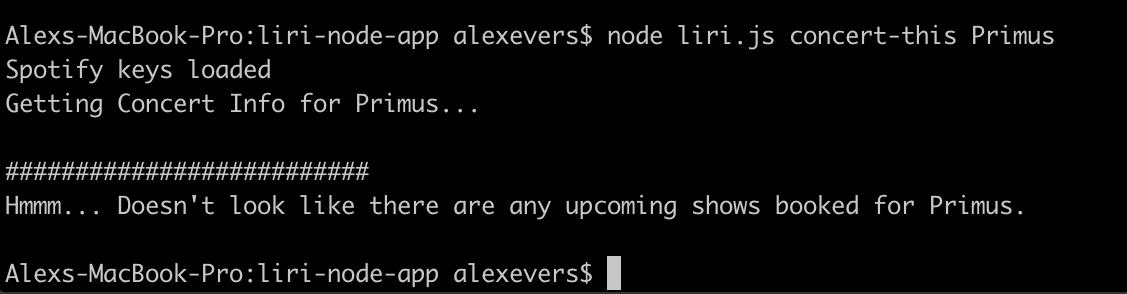 Alexs-MacBook-Pro:liri-node-app alexevers$ node liri.js concert-this Primus
Spotify keys loaded
Getting Concert Info for Primus...
##########################
Hmmm... Doesn't look like there are any upcoming shows booked for Primus.
Alexs-MacBook-Pro:liri-node-app alexevers$